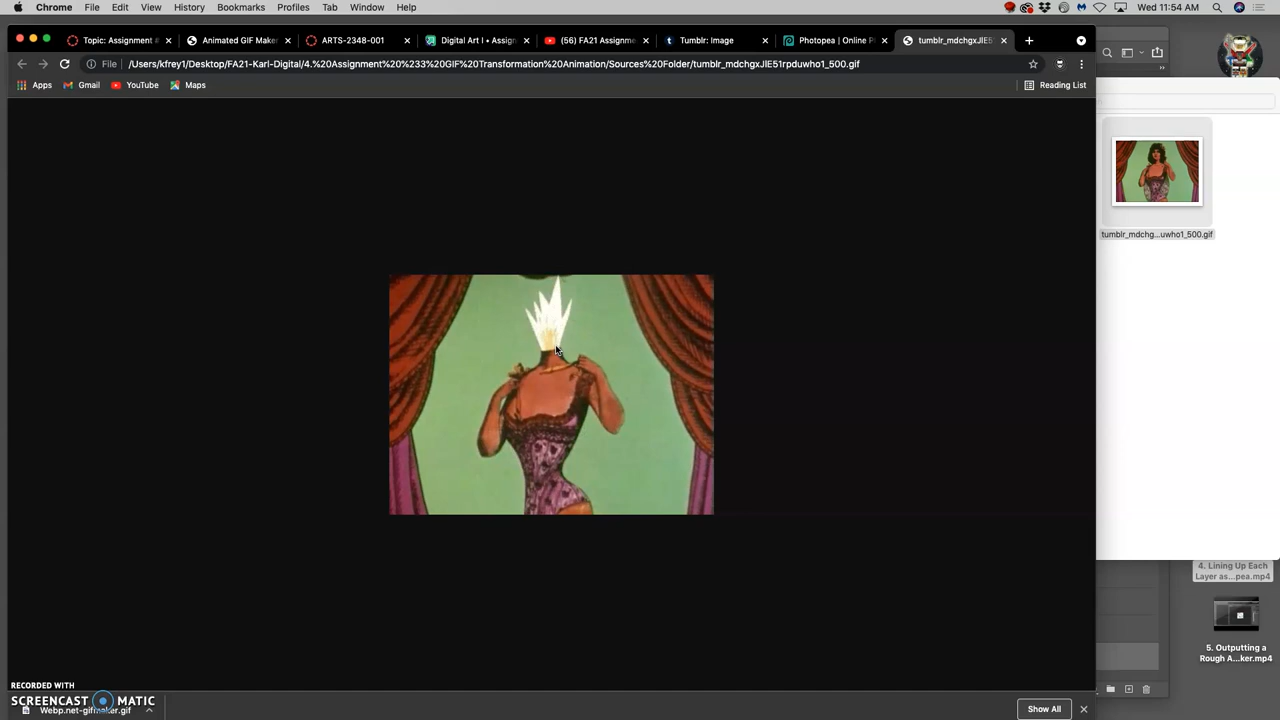 Chrome File Edit View History Bookmarks Profiles Tab Window Help Wed 11:54 AM
Topic: Assignment # Animated GIF Maker ARTS-2348-001 Digital Art I • Assign (56) FA21 Assignme Tumblr: Image Photopea | Online P tumblr_mdchgxJlE5
File /Users/kfrey1/Desktop/FA21-Karl-Digital/4.%20Assignment%20%233%20GIF%20Transformation%20Animation/Sources%20Folder/tumblr_mdchgxJlE51rpduwho1_500.gif
Apps Gmail YouTube Maps Reading List
tumblr_mdchg...uwho1_500.gif
4. Lining Up Each
Layer as...pea.mp4
5. Outputting a
Rough A...ker.mp4
RECORDED WITH
SCREENCAST MATIC
Webp.net-gifmaker.gif
Show All